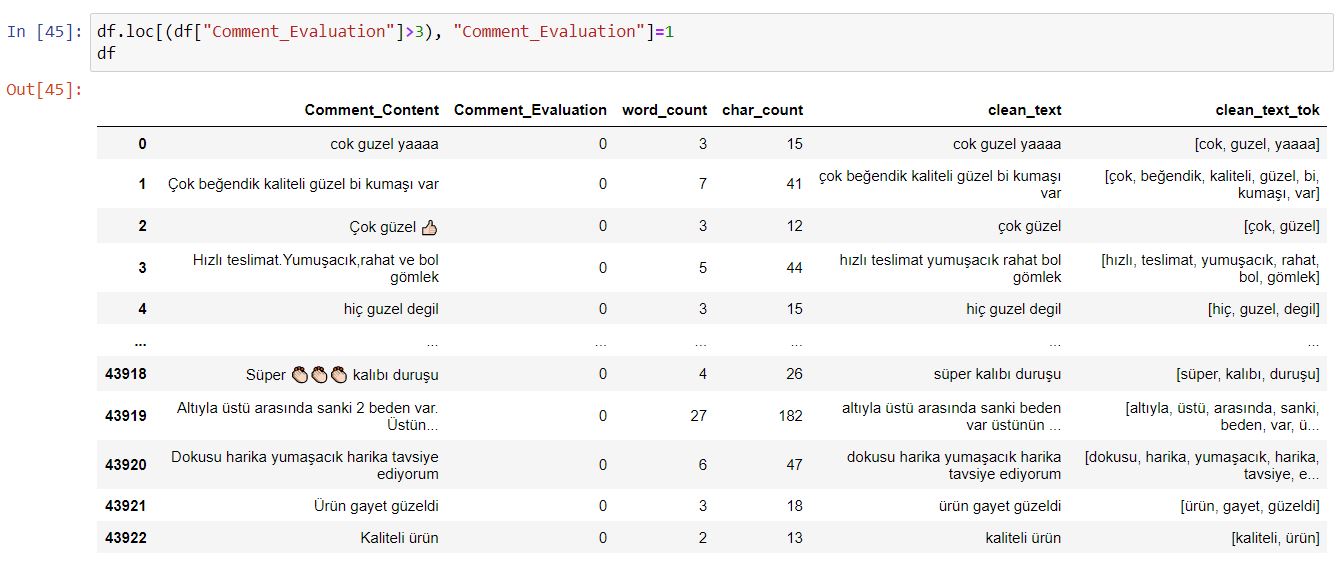 In [45]: df.loc[(df["Comment_Evaluation"]>3), "Comment_Evaluation"]=1
df
Out[45]:
Comment_Content Comment_Evaluation word_count char_count clean_text clean_text_tok
0 cok guzel yaaaa 0 3 15 cok guzel yaaaa [cok, guzel, yaaaa]
1 Çok beğendik kaliteli güzel bi kumaşı var 0 7 41 çok beğendik kaliteli güzel bi kumaşı [çok, beğendik, kaliteli, güzel, bi,
var kumaşı, var]
2 Çok güzel 👍🏻 0 3 12 çok güzel [çok, güzel]
3 Hızlı teslimat.Yumuşacık,rahat ve bol 0 5 44 hızlı teslimat yumuşacık rahat bol [hızlı, teslimat, yumuşacık, rahat,
gömlek gömlek bol, gömlek]
4 hiç guzel degil 0 3 15 hiç guzel degil [hiç, guzel, degil]
... ... ... ... ... ... ...
43918 Süper 👏🏻👏🏻👏🏻 kalıbı duruşu 0 4 26 süper kalıbı duruşu [süper, kalıbı, duruşu]
43919 Altıyla üstü arasında sanki 2 beden var. 0 27 182 altıyla üstü arasında sanki beden [altıyla, üstü, arasında, sanki,
Üstün... var üstünün ... beden, var, ü...
43920 Dokusu harika yumaşacık harika tavsiye 0 6 47 dokusu harika yumaşacık harika [dokusu, harika, yumaşacık, harika,
ediyorum tavsiye ediyorum tavsiye, e...
43921 Ürün gayet güzeldi 0 3 18 ürün gayet güzeldi [ürün, gayet, güzeldi]
43922 Kaliteli ürün 0 2 13 kaliteli ürün [kaliteli, ürün]